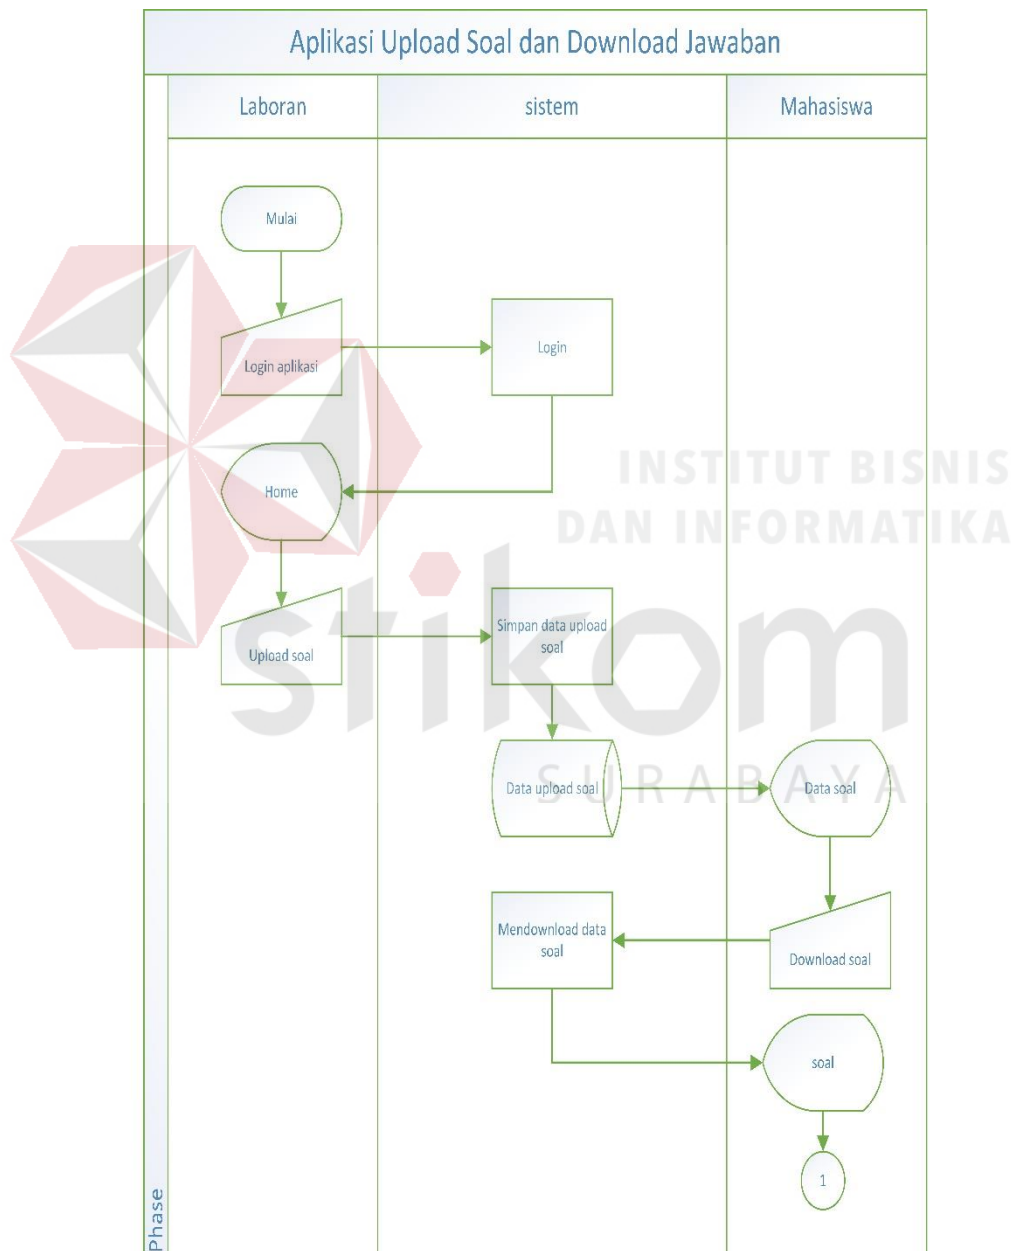 Aplikasi Upload Soal dan Download Jawaban
Laboran
sistem
Mahasiswa
Mulai
Login aplikasi
Login
Home
INSTITUT BISNIS
DAN INFORMATIKA
stikom
SURABAYA
Upload soal
Simpan data upload
soal
Data upload soal
Data soal
Mendownload data
soal
Download soal
soal
1
Phase